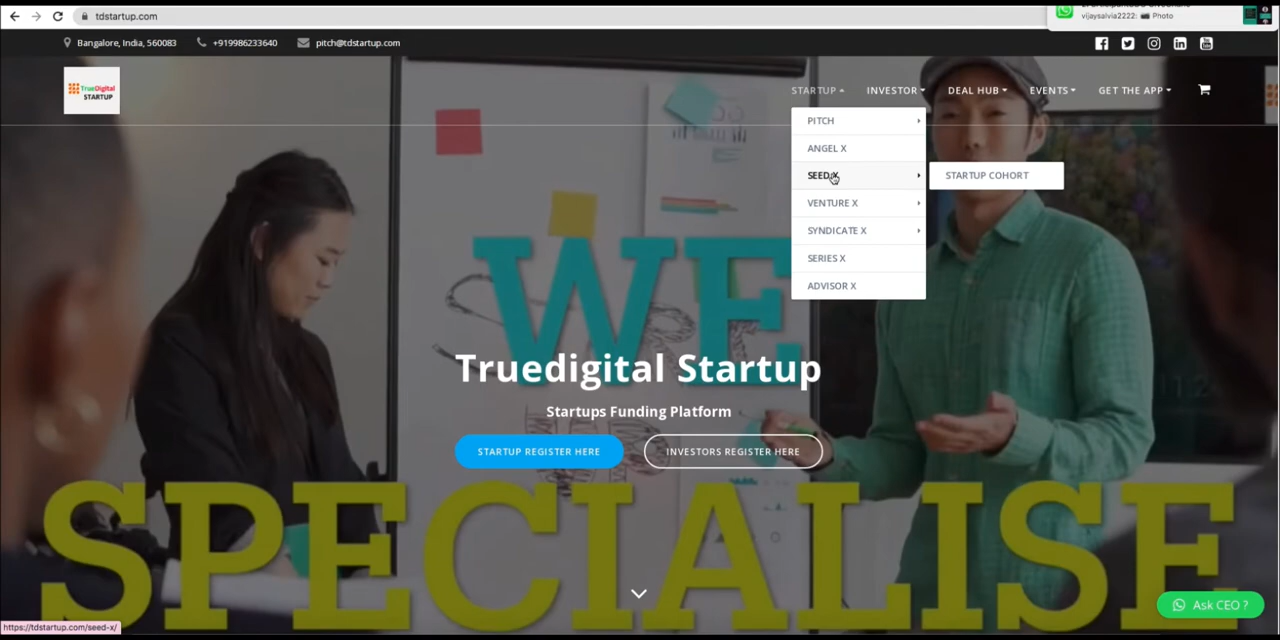 tdstartup.com
vijaysalvia2222: Photo
Bangalore, India, 560083
+919986233640
pitch@tdstartup.com
TrueDigital
STARTUP
STARTUP
INVESTOR
DEAL HUB
EVENTS
GET THE APP
PITCH
ANGEL X
SEED X
STARTUP COHORT
VENTURE X
SYNDICATE X
SERIES X
ADVISOR X
WE
Truedigital Startup
Startups Funding Platform
STARTUP REGISTER HERE
INVESTORS REGISTER HERE
SPECIALISE
Ask CEO ?
https://tdstartup.com/seed-x/